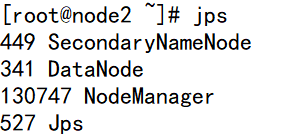 [root@node2 ~]# jps
449 SecondaryNameNode
341 DataNode
130747 NodeManager
527 Jps